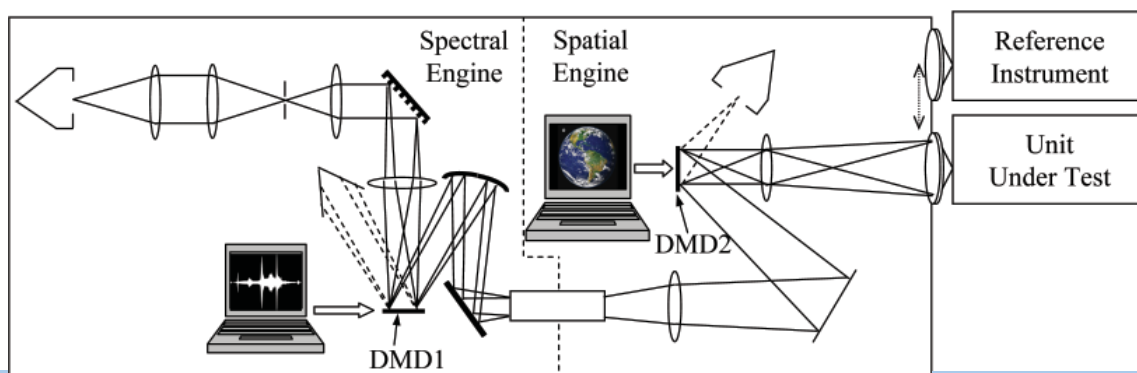 Spectral
Engine
Spatial
Engine
Reference
Instrument
Unit
Under Test
DMD2
DMD1